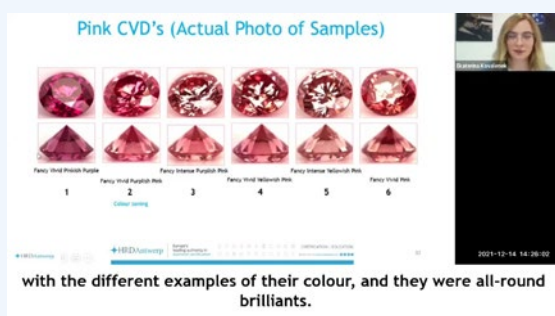 Pink CVD's (Actual Photo of Samples)
Fancy Vivid Pinkish Purple
Fancy Vivid Purplish Pink
Fancy Intense Purplish Pink
Fancy Vivid Yellowish Pink
Fancy Intense Yellowish Pink
Fancy Vivid Pink
1
2
3
4
5
6
Colour zoning
HRDAntwerp
HRDAntwerp
2021-12-14 14:26:02
with the different examples of their colour, and they were all-round
brilliants.